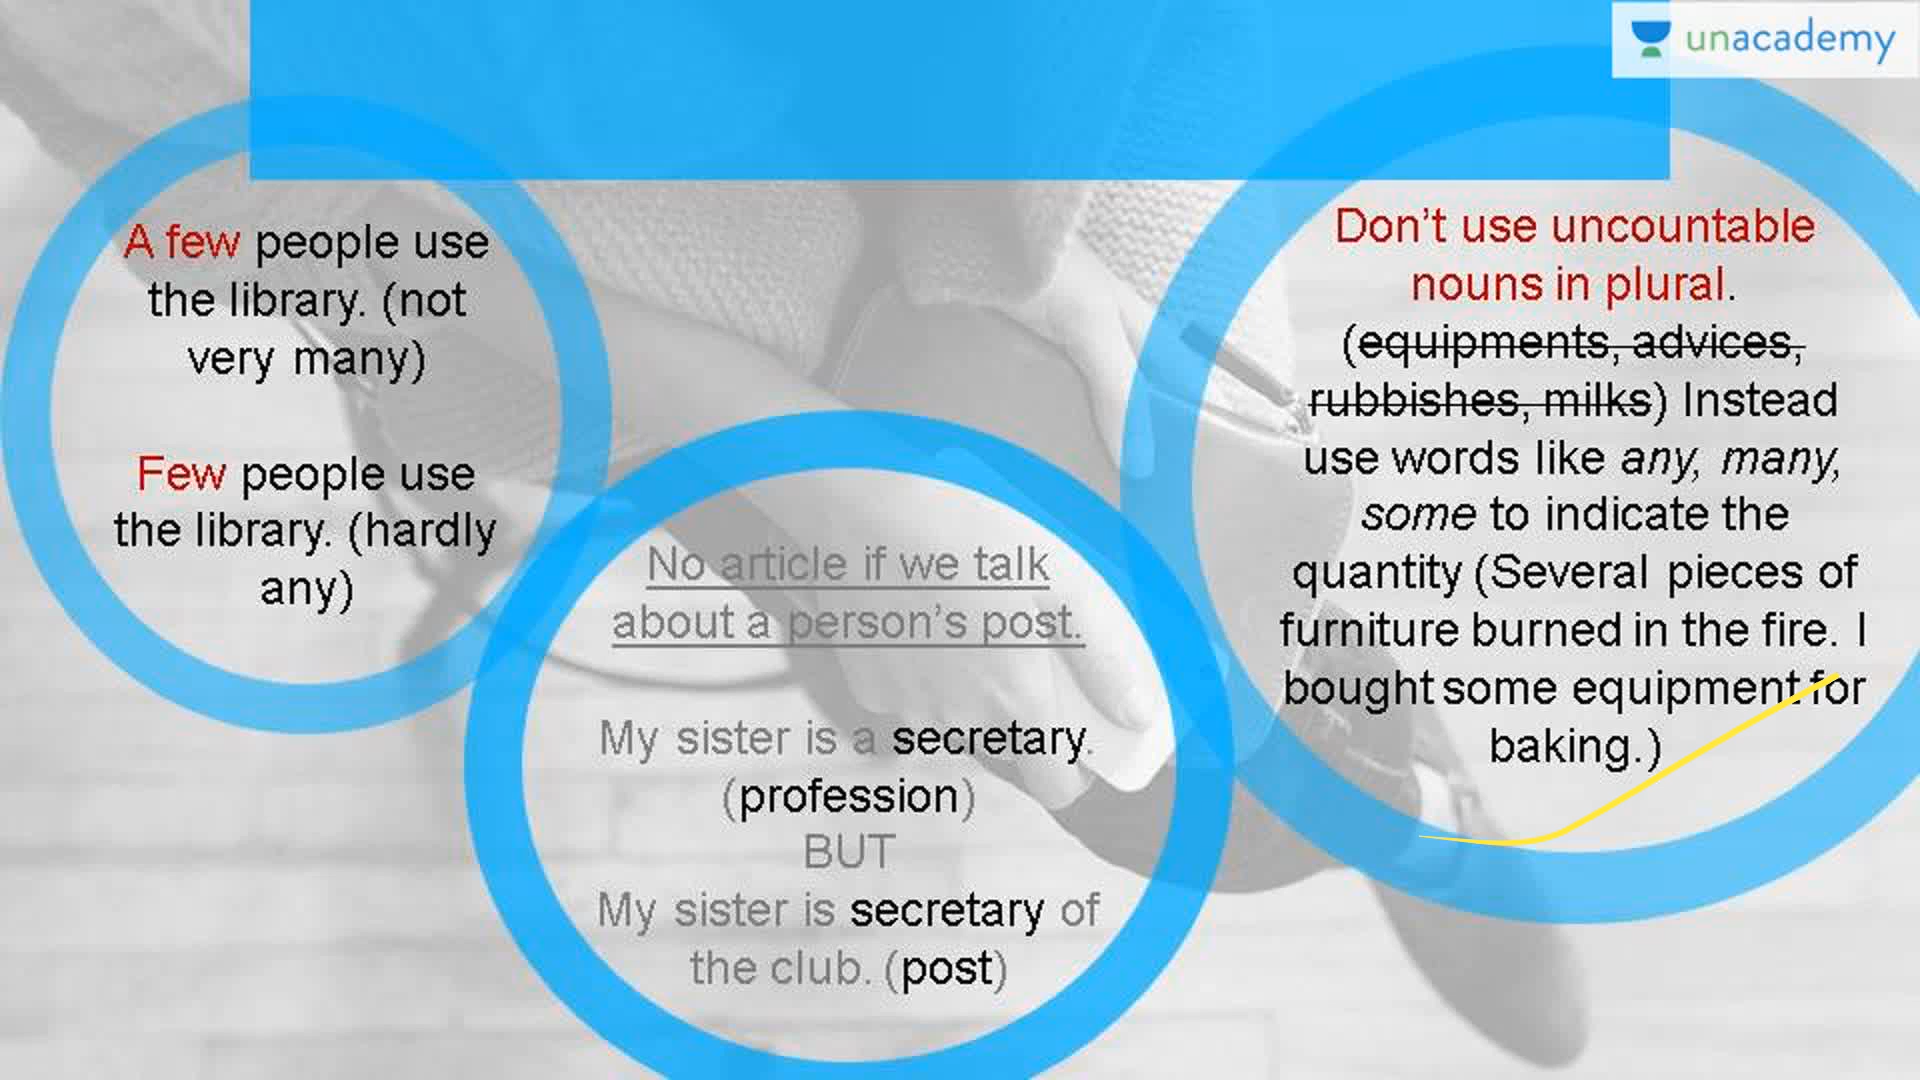 unacademy
A few people use
the library. (not
very many)
Few people use
the library. (hardly
any)
No article if we talk
about a person's post.
My sister is a secretary.
(profession)
BUT
My sister is secretary of
the club. (post)
Don't use uncountable
nouns in plural.
(equipments, advices,
rubbishes, milks) Instead
use words like any, many,
some to indicate the
quantity (Several pieces of
furniture burned in the fire. I
bought some equipment for
baking.)